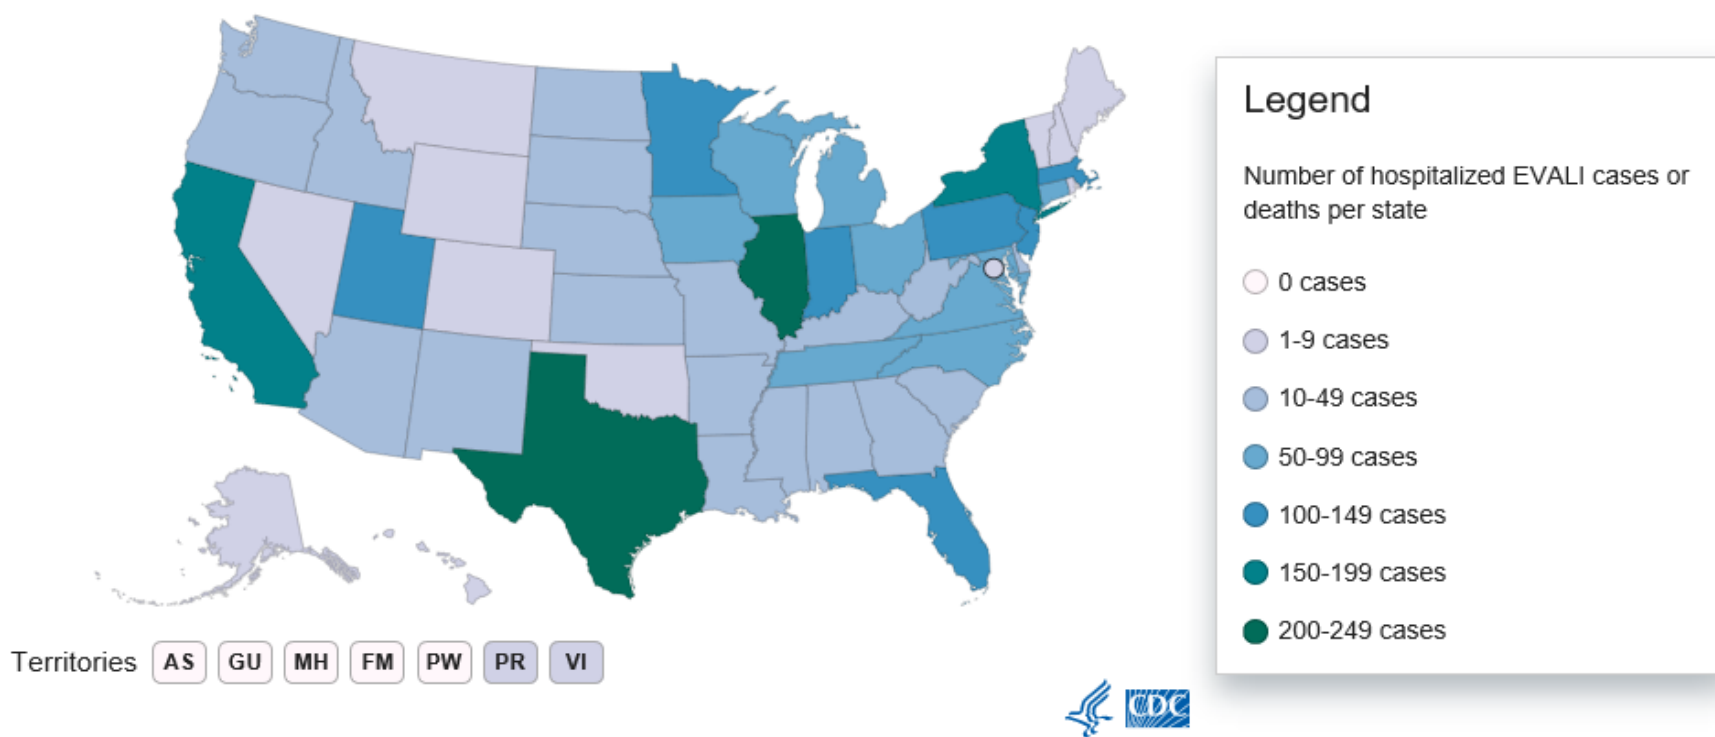 Legend
Number of hospitalized EVALI cases or
deaths per state
0 cases
1-9 cases
10-49 cases
50-99 cases
100-149 cases
150-199 cases
200-249 cases
Territories AS GU MH FM PW PR VI
CDC